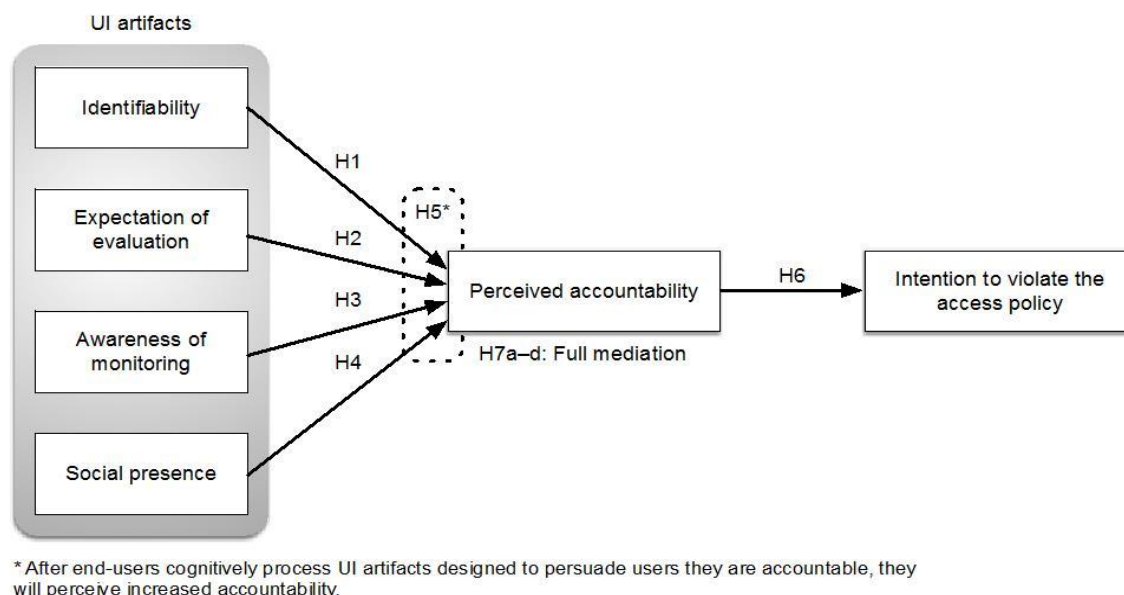 UI artifacts
Identifiability
H1
H5*
Expectation of
evaluation
H2
H3
Perceived accountability
H6
Intention to violate the
access policy
Awareness of
monitoring
H4
H7a–d: Full mediation
Social presence
* After end-users cognitively process UI artifacts designed to persuade users they are accountable, they
will perceive increased accountability.